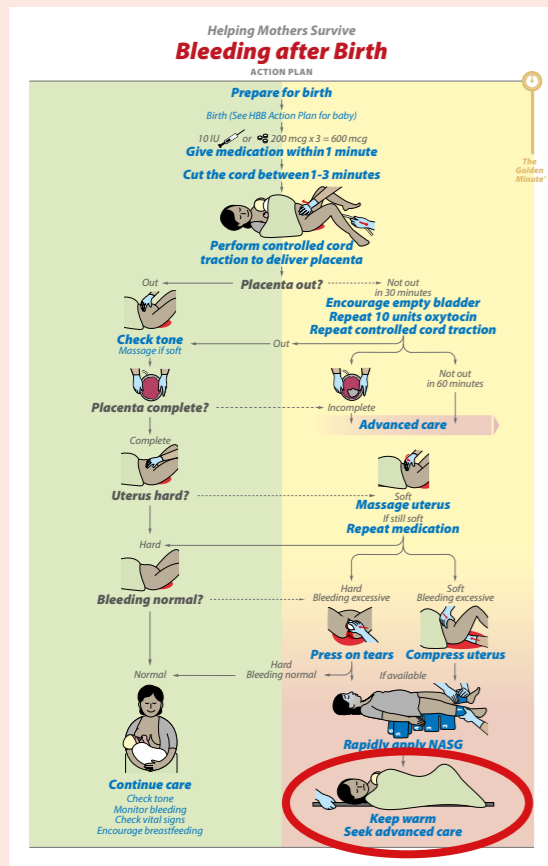 Helping Mothers Survive
Bleeding after Birth
ACTION PLAN
Prepare for birth
Birth (See HBB Action Plan for baby)
10 IU or 200 mcg x 3 = 600 mcg
Give medication within 1 minute
Cut the cord between 1-3 minutes
The
Golden
Minute®
Perform controlled cord
traction to deliver placenta
Out
Placenta out?
Not out
in 30 minutes
Encourage empty bladder
Repeat 10 units oxytocin
Repeat controlled cord traction
Check tone
Massage if soft
Out
Not out
in 60 minutes
Placenta complete?
Incomplete
Advanced care
Complete
Uterus hard?
Soft
Massage uterus
If still soft
Repeat medication
Hard
Bleeding normal?
Hard
Bleeding excessive
Soft
Bleeding excessive
Press on tears
Compress uterus
Normal
Hard
Bleeding normal
If available
Rapidly apply NASG
Continue care
Check tone
Monitor bleeding
Check vital signs
Encourage breastfeeding
Keep warm
Seek advanced care